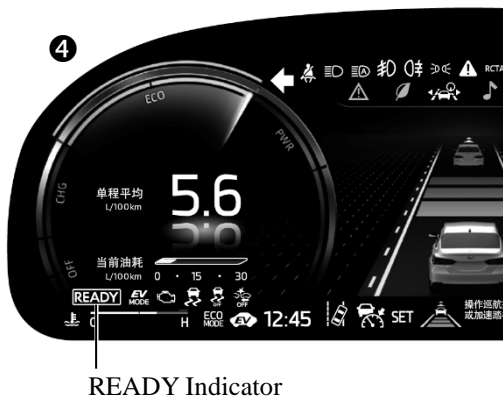 ❹
RCTA
ECO
PWR
CHG
OFF
单程平均
L/100km
5.6
当前油耗
L/100km 0 · 15 · 30
READY EV MODE OFF OFF
C H ECO MODE EV 12:45 SET
操作巡航
或加速踏
READY Indicator